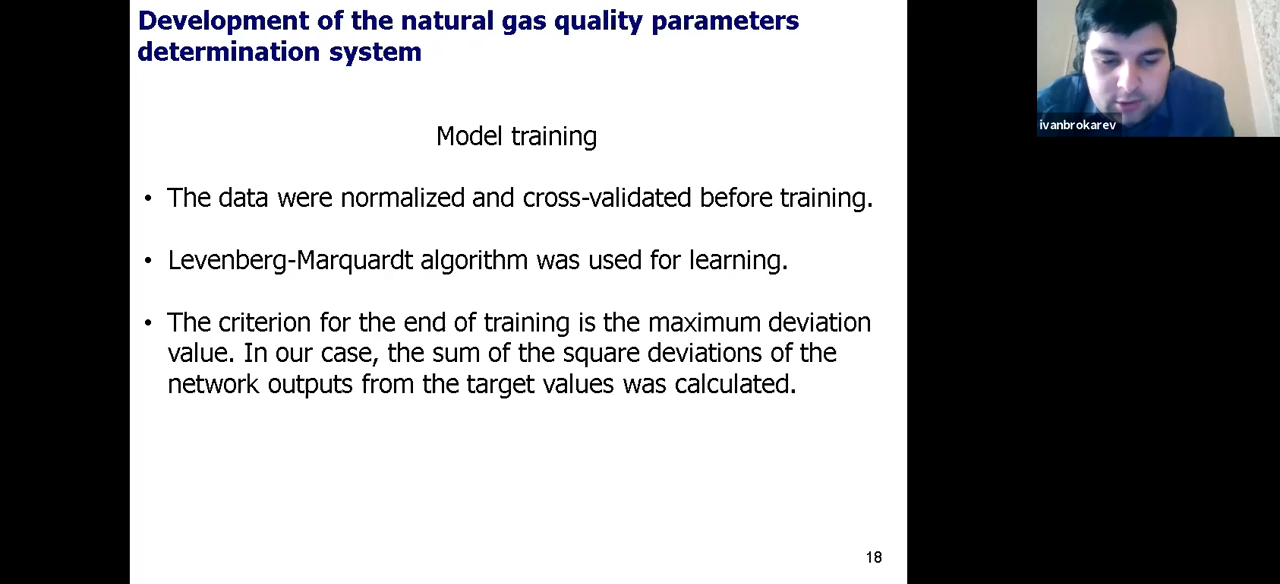 Development of the natural gas quality parameters
determination system
ivanbrokarev
Model training
• The data were normalized and cross-validated before training.
• Levenberg-Marquardt algorithm was used for learning.
• The criterion for the end of training is the maximum deviation
value. In our case, the sum of the square deviations of the
network outputs from the target values was calculated.
18